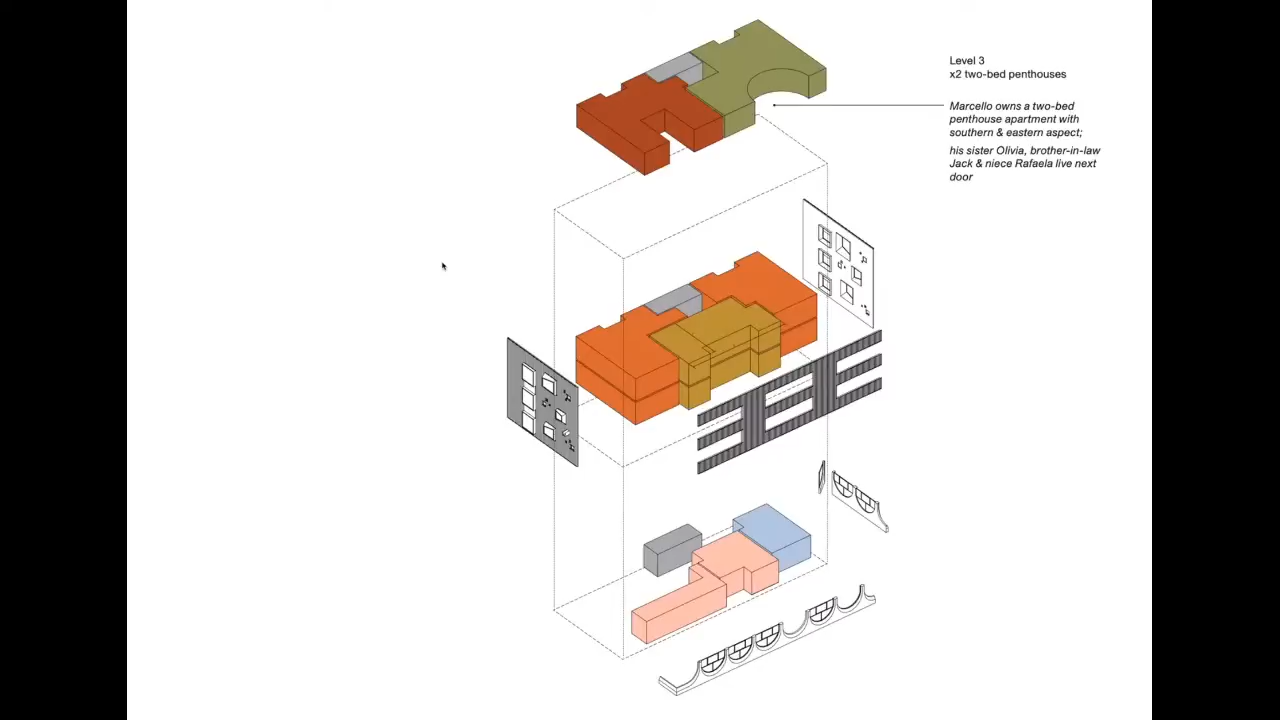 Level 3
x2 two-bed penthouses
Marcello owns a two-bed
penthouse apartment with
southern & eastern aspect;
his sister Olivia, brother-in-law
Jack & niece Rafaela live next
door